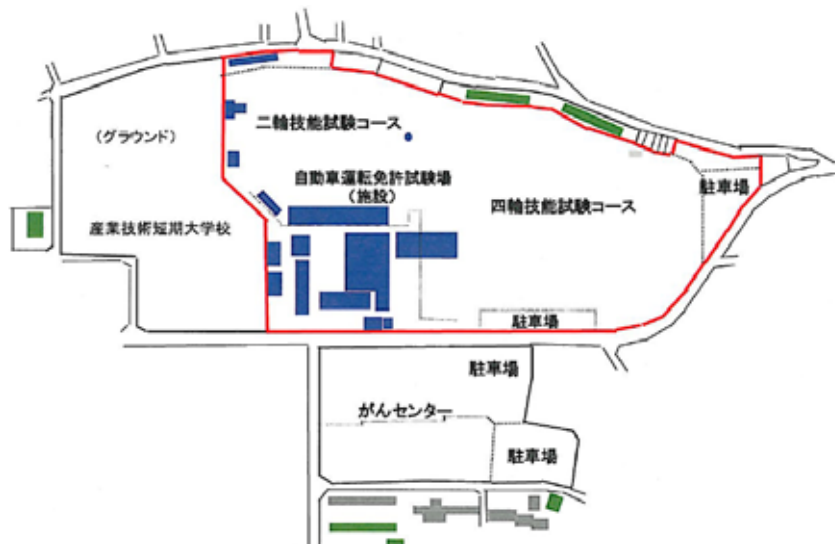 (グラウンド)
二輪技能試験コース
自動車運転免許試験場
(施設)
四輪技能試験コース
駐車場
産業技術短期大学校
駐車場
駐車場
がんセンター
駐車場